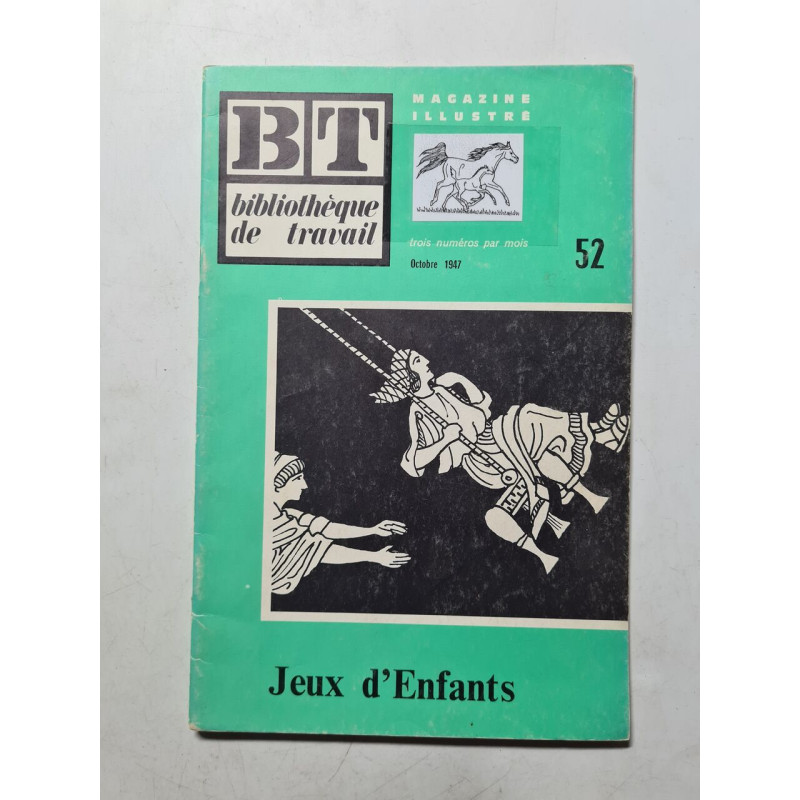 BT
bibliothèque
de travail
MAGAZINE
ILLUSTRÉ
trois numéros par mois
Octobre 1947
52
Jeux d'Enfants